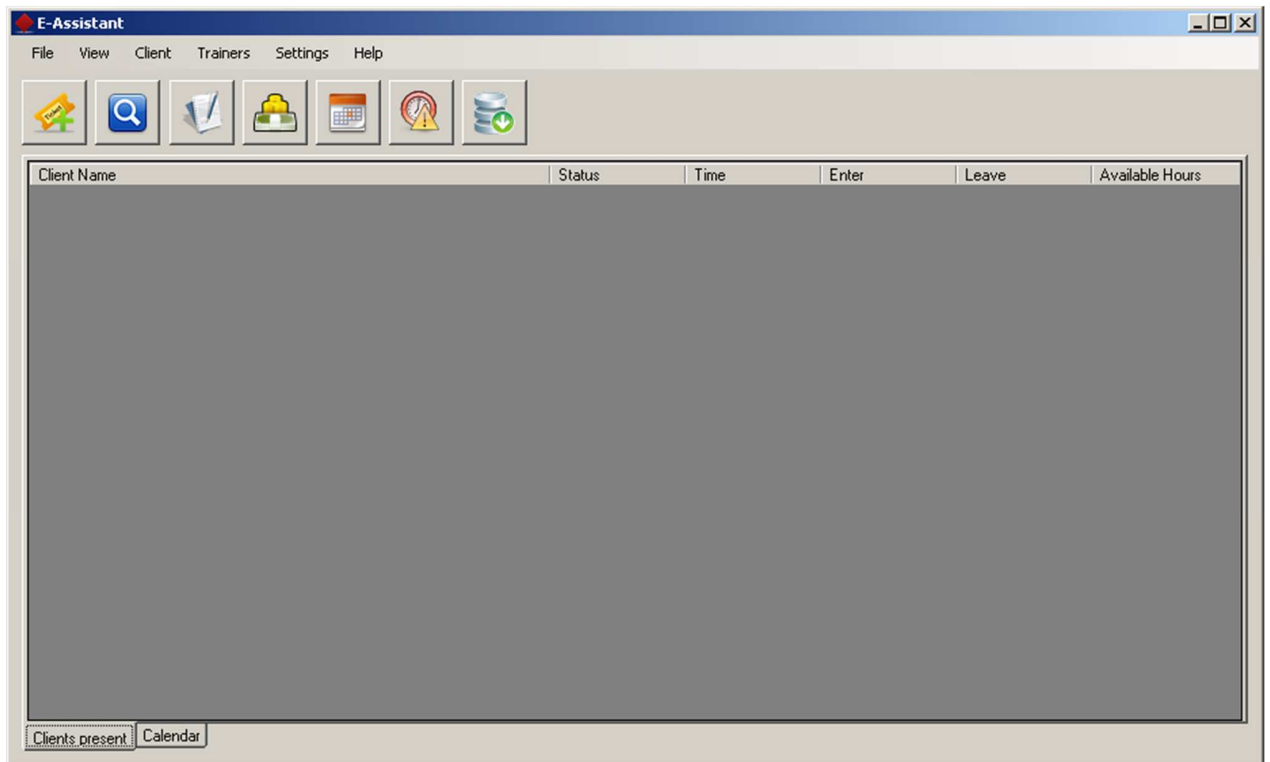 E-Assistant
File View Client Trainers Settings Help
Ticket
Client Name Status Time Enter Leave Available Hours
Clients present Calendar